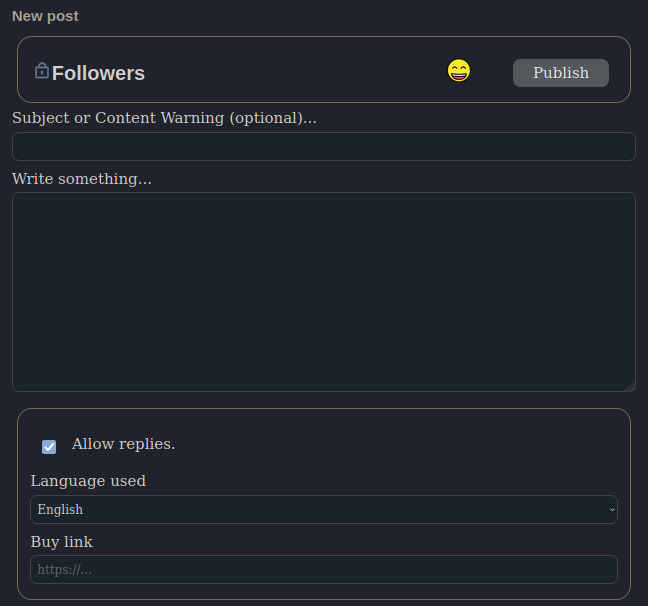 New post
Followers
Publish
Subject or Content Warning (optional)...
Write something...
Allow replies.
Language used
English
Buy link
https://...